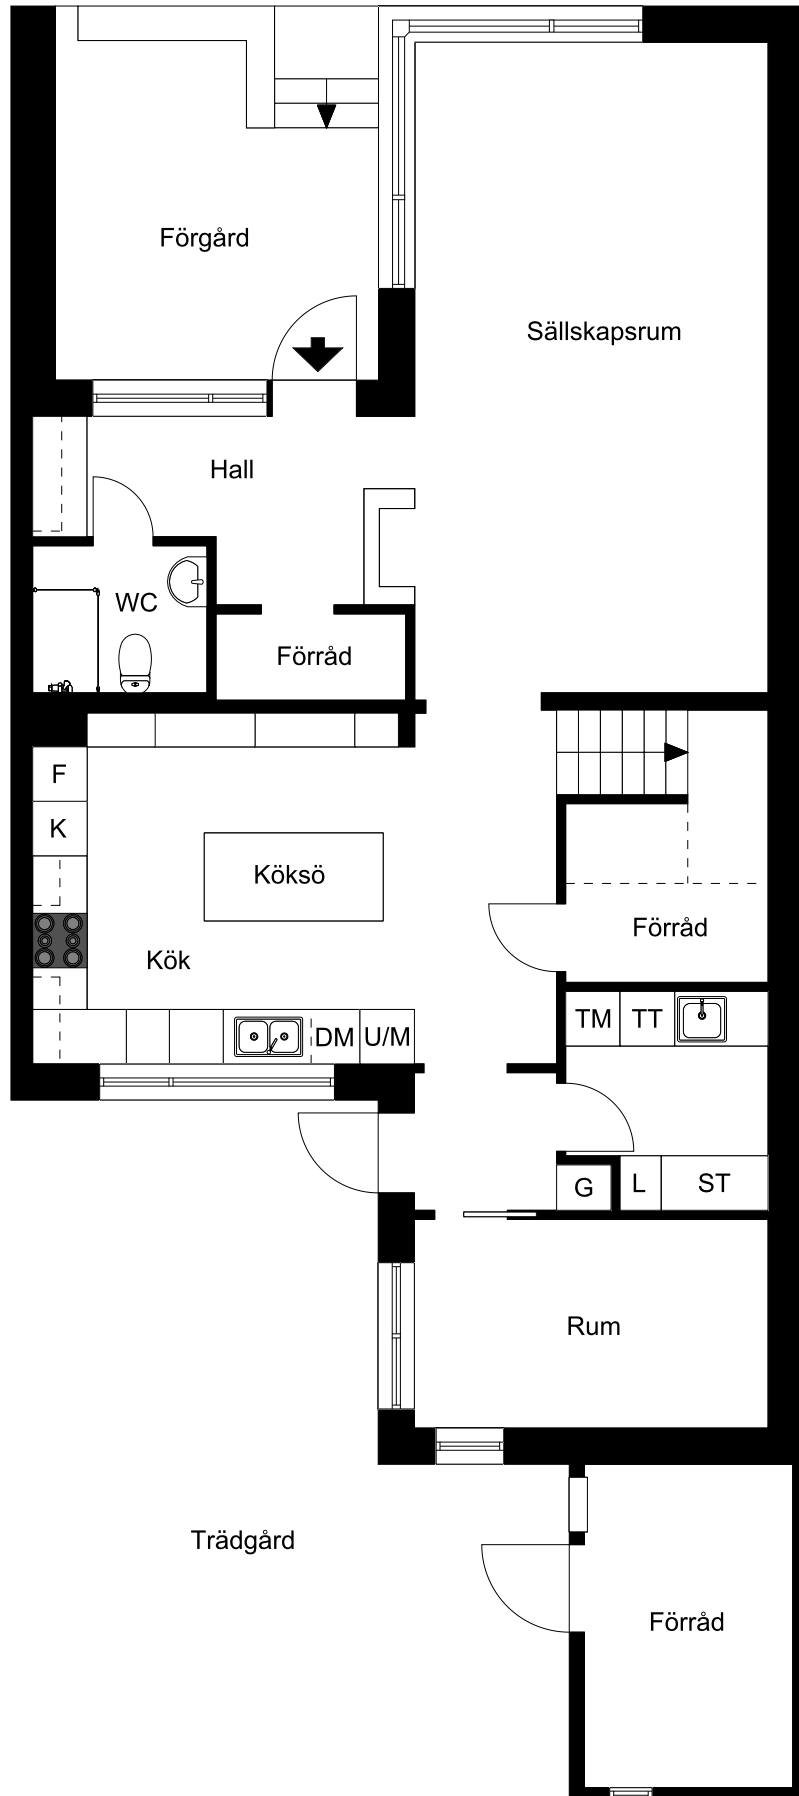 Förgård
Sällskapsrum
Hall
WC
Förråd
F
K
Köksö
Kök
Förråd
DM
U/M
TM
TT
G
L
ST
Rum
Trädgård
Förråd